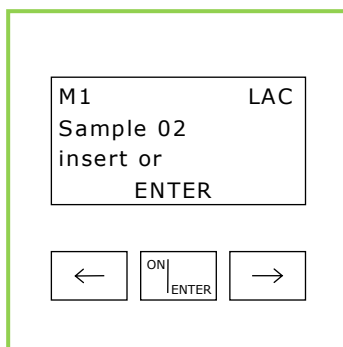 M1 LAC
Sample 02
insert or
ENTER
← ON ENTER →